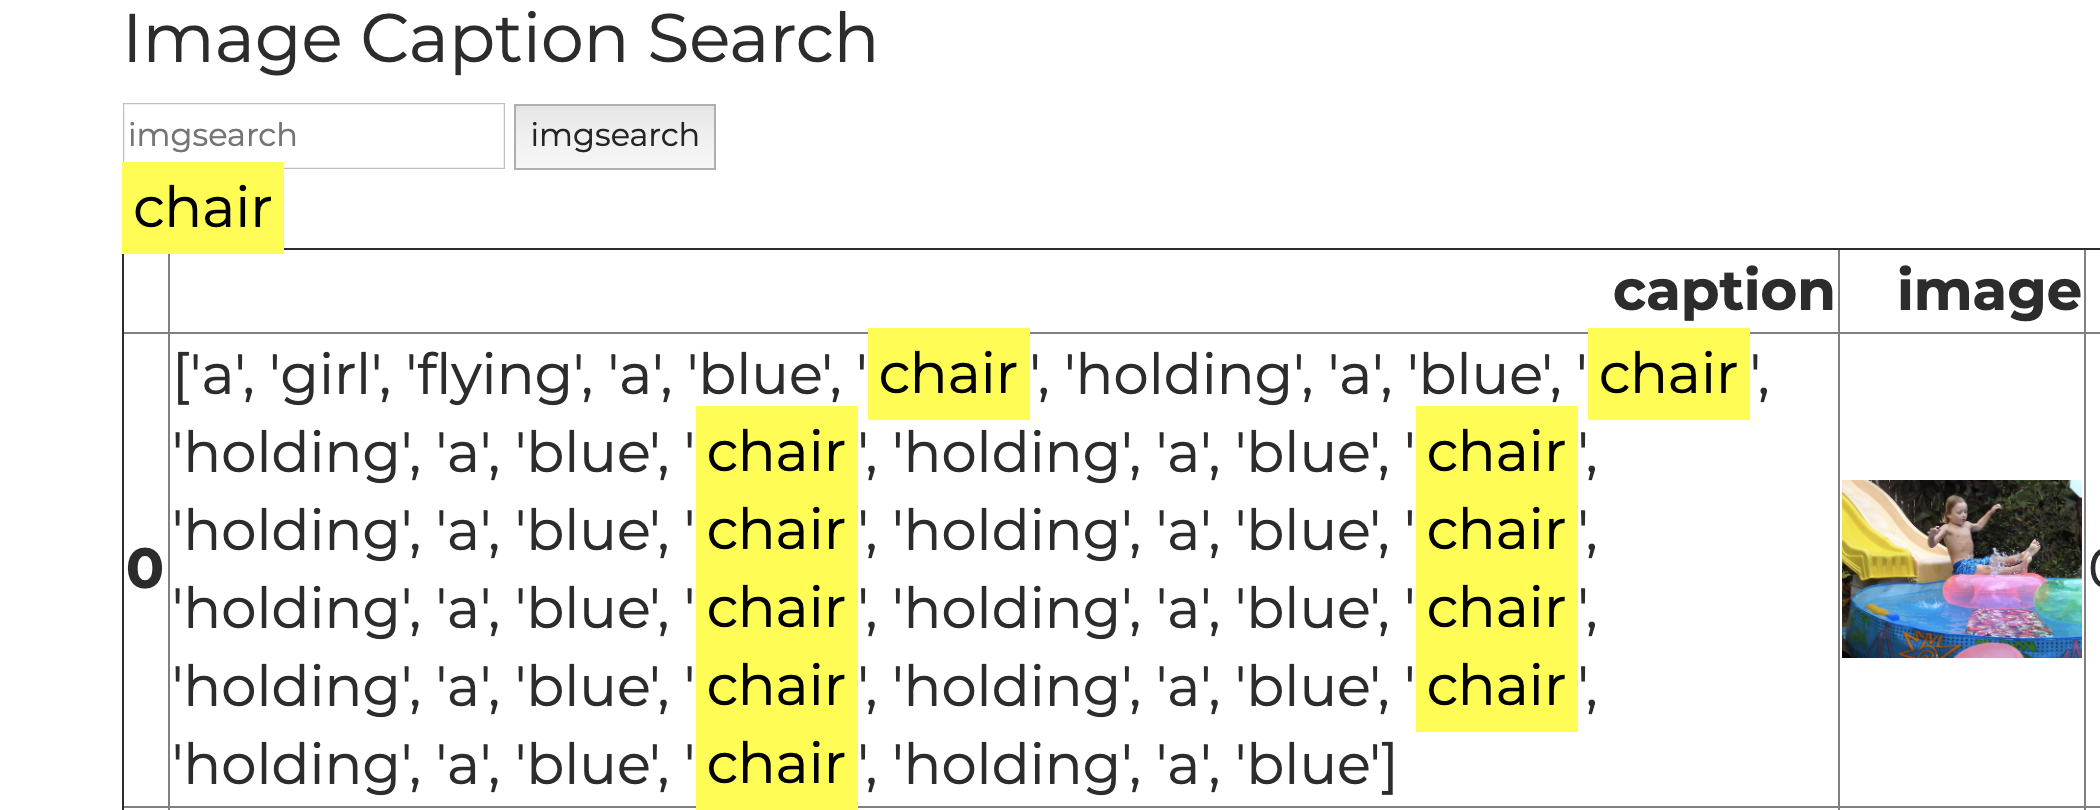 Image Caption Search
imgsearch imgsearch
chair
caption image
['a', 'girl', 'flying', 'a', 'blue', 'chair', 'holding', 'a', 'blue', 'chair',
'holding', 'a', 'blue', 'chair', 'holding', 'a', 'blue', 'chair',
'holding', 'a', 'blue', 'chair', 'holding', 'a', 'blue', 'chair',
0
'holding', 'a', 'blue', 'chair', 'holding', 'a', 'blue', 'chair',
'holding', 'a', 'blue', 'chair', 'holding', 'a', 'blue', 'chair',
'holding', 'a', 'blue', 'chair', 'holding', 'a', 'blue']